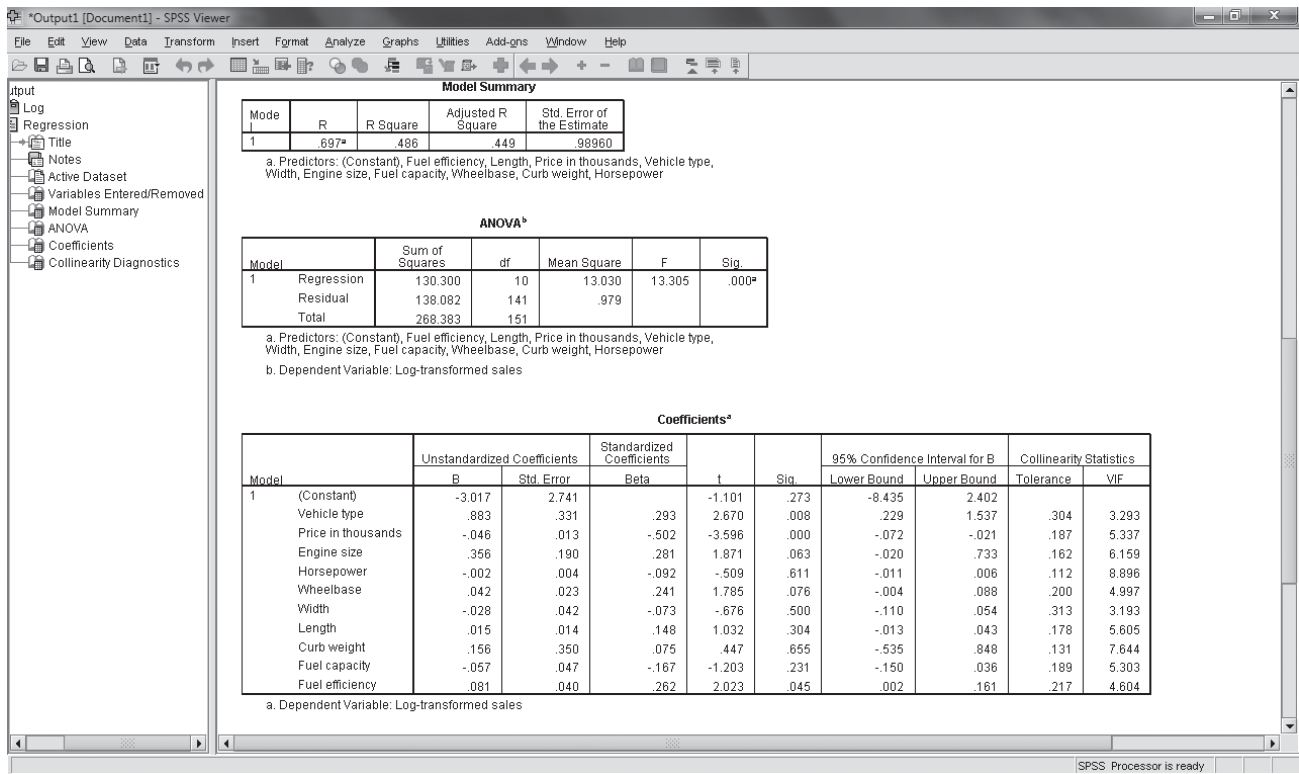 *Output1 [Document1] - SPSS Viewer
File Edit View Data Transform Insert Format Analyze Graphs Utilities Add-ons Window Help
utput
Log
Regression
Title
Notes
Active Dataset
Variables Entered/Removed
Model Summary
ANOVA
Coefficients
Collinearity Diagnostics
Model Summary
Mode l R R Square Adjusted R Square Std. Error of the Estimate
1 .697a .486 .449 .98960
a. Predictors: (Constant), Fuel efficiency, Length, Price in thousands, Vehicle type,
Width, Engine size, Fuel capacity, Wheelbase, Curb weight, Horsepower
ANOVAb
Model Sum of Squares df Mean Square F Sig.
1 Regression 130.300 10 13.030 13.305 .000a
Residual 138.082 141 .979
Total 268.383 151
a. Predictors: (Constant), Fuel efficiency, Length, Price in thousands, Vehicle type,
Width, Engine size, Fuel capacity, Wheelbase, Curb weight, Horsepower
b. Dependent Variable: Log-transformed sales
Coefficientsa
Unstandardized Coefficients Standardized Coefficients 95% Confidence Interval for B Collinearity Statistics
Model B Std. Error Beta t Sig. Lower Bound Upper Bound Tolerance VIF
1 (Constant) -3.017 2.741 -1.101 .273 -8.435 2.402
Vehicle type .883 .331 .293 2.670 .008 .229 1.537 .304 3.293
Price in thousands -.046 .013 -.502 -3.596 .000 -.072 -.021 .187 5.337
Engine size .356 .190 .281 1.871 .063 -.020 .733 .162 6.159
Horsepower -.002 .004 -.092 -.509 .611 -.011 .006 .112 8.896
Wheelbase .042 .023 .241 1.785 .076 -.004 .088 .200 4.997
Width -.028 .042 -.073 -.676 .500 -.110 .054 .313 3.193
Length .015 .014 .148 1.032 .304 -.013 .043 .178 5.605
Curb weight .156 .350 .075 .447 .655 -.535 .848 .131 7.644
Fuel capacity -.057 .047 -.167 -1.203 .231 -.150 .036 .189 5.303
Fuel efficiency .081 .040 .262 2.023 .045 .002 .161 .217 4.604
a. Dependent Variable: Log-transformed sales
SPSS Processor is ready